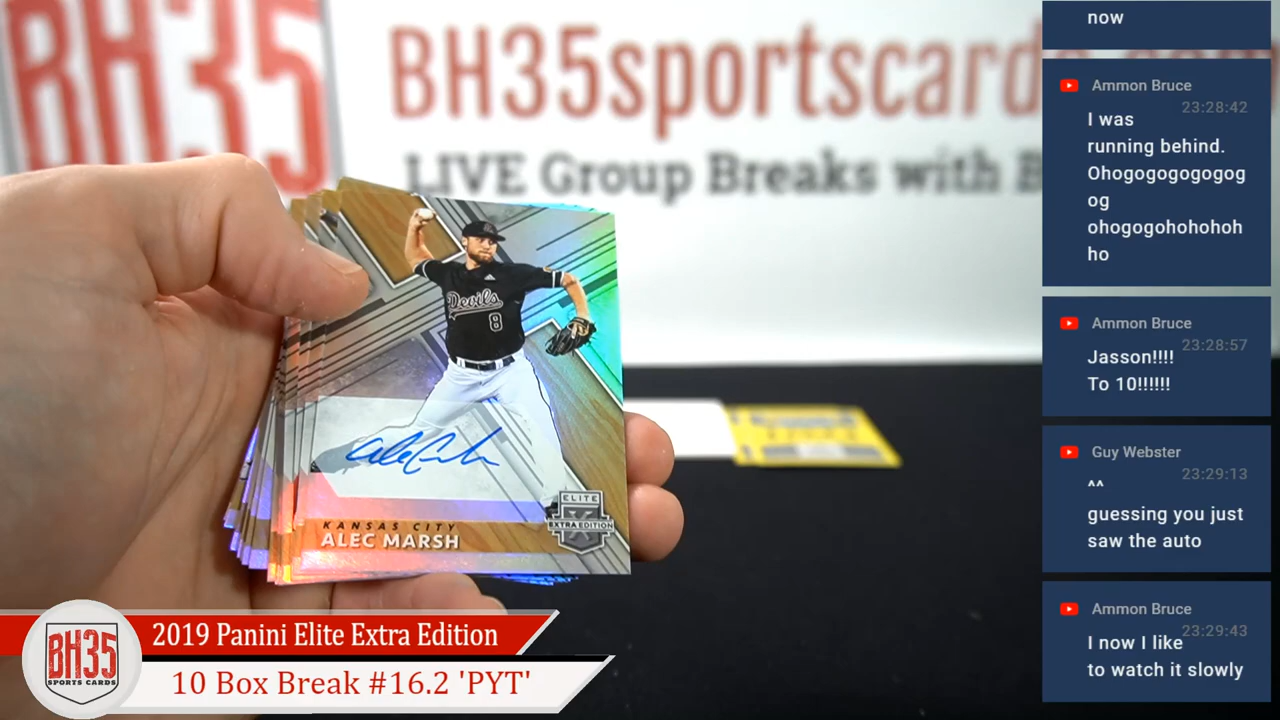 BH35
BH35sportscards.com
LIVE Group Breaks with B
Devils
8
ELITE
EXTRA EDITION
KANSAS CITY
ALEC MARSH
BH35
SPORTS CARDS
2019 Panini Elite Extra Edition
10 Box Break #16.2 'PYT'
now
Ammon Bruce
23:28:42
I was
running behind.
Ohogogogogogog
og
ohogogohohohoh
ho
Ammon Bruce
23:28:57
Jasson!!!!
To 10!!!!!!
Guy Webster
23:29:13
^^
guessing you just
saw the auto
Ammon Bruce
23:29:43
I now I like
to watch it slowly